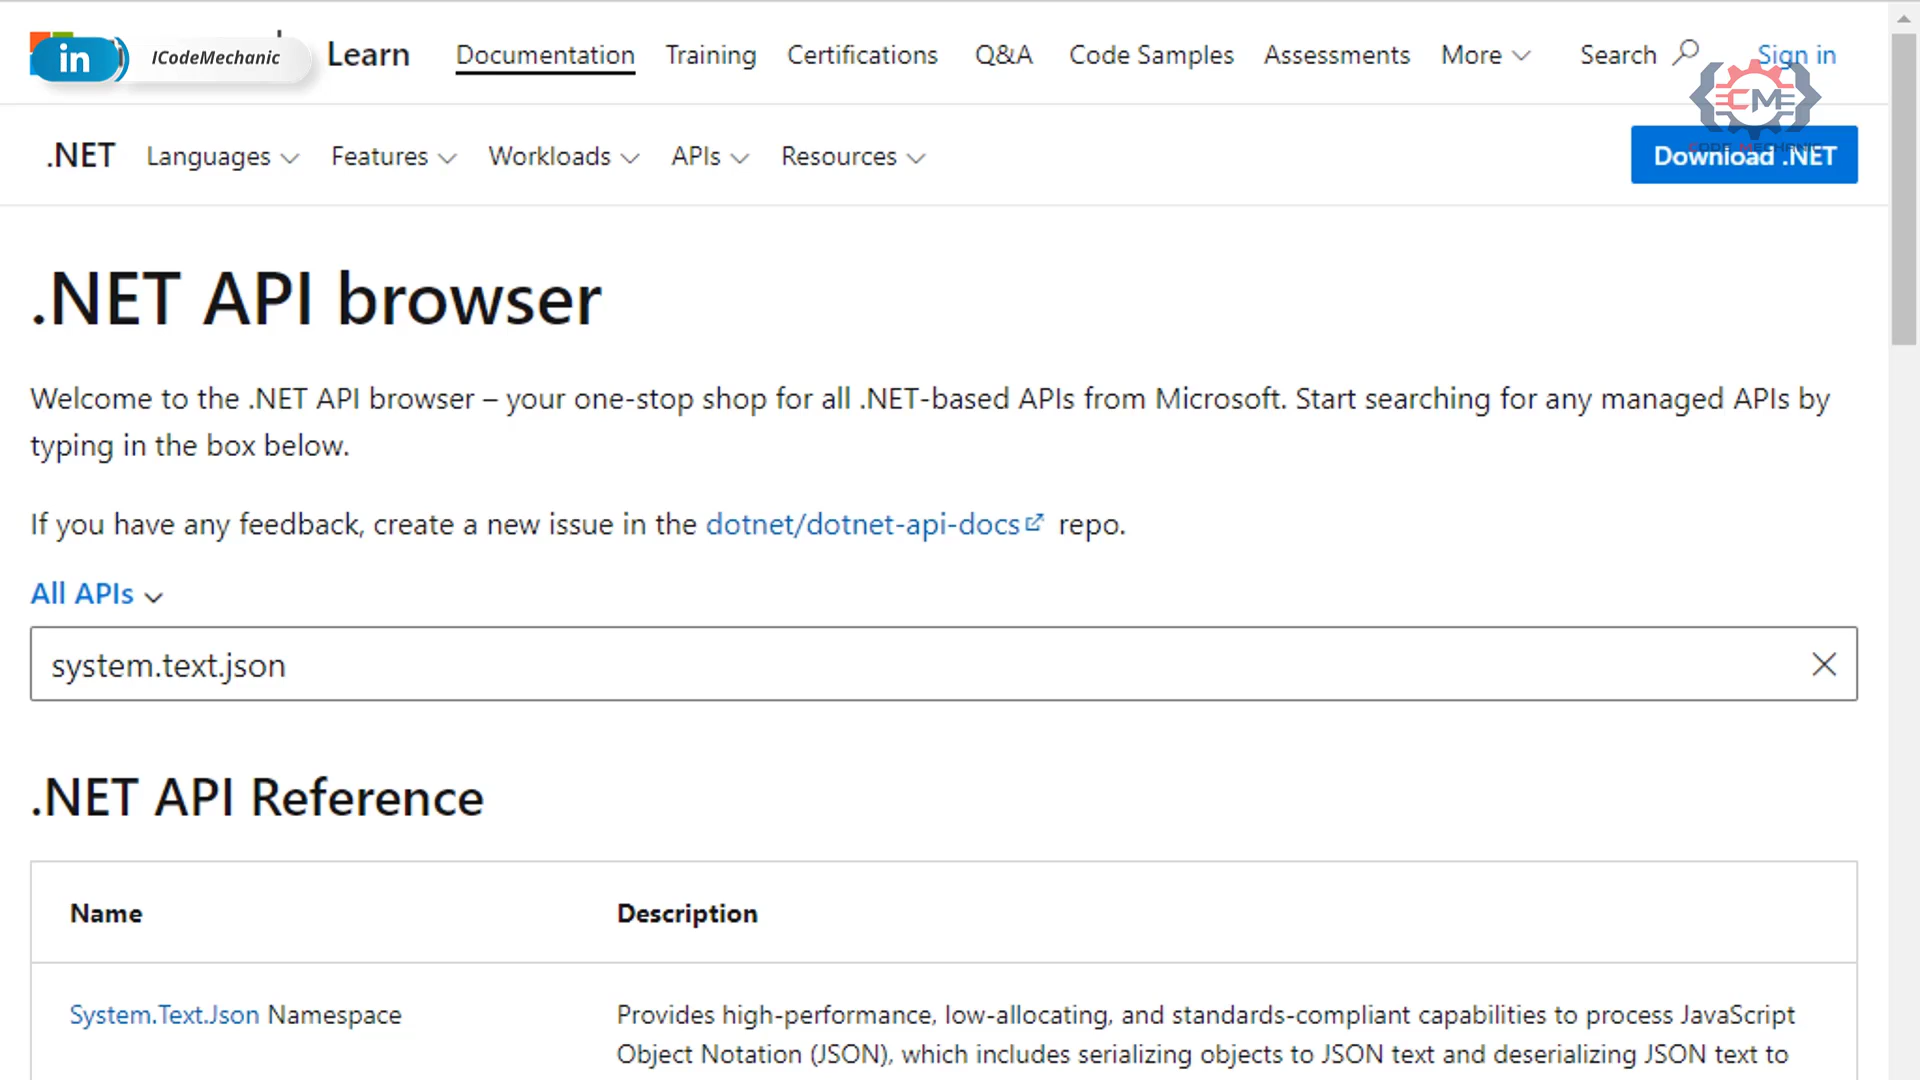 in ICodeMechanic Learn Documentation Training Certifications Q&A Code Samples Assessments More Search Sign in
CME
CODE MECHANIC
.NET Languages Features Workloads APIs Resources Download .NET
.NET API browser
Welcome to the .NET API browser – your one-stop shop for all .NET-based APIs from Microsoft. Start searching for any managed APIs by
typing in the box below.
If you have any feedback, create a new issue in the dotnet/dotnet-api-docs repo.
All APIs
system.text.json
.NET API Reference
Name Description
System.Text.Json Namespace Provides high-performance, low-allocating, and standards-compliant capabilities to process JavaScript
Object Notation (JSON), which includes serializing objects to JSON text and deserializing JSON text to